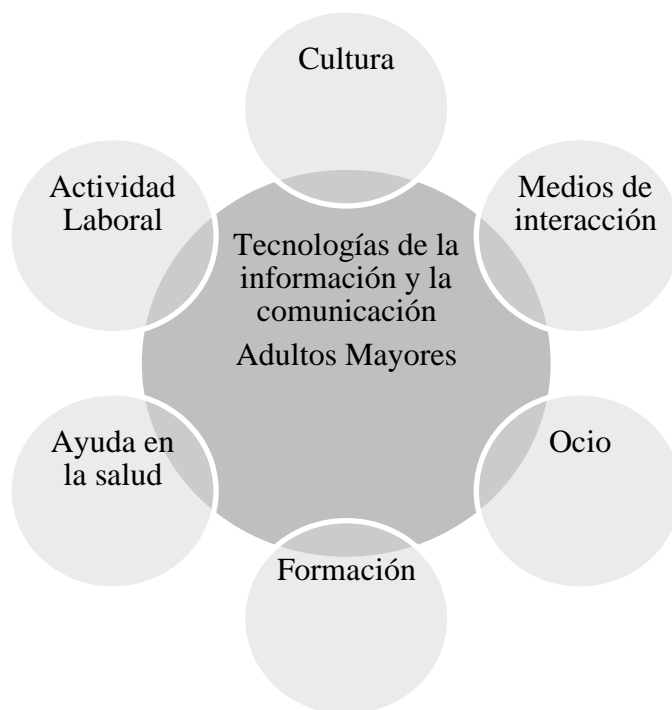 Cultura
Medios de
interacción
Ocio
Formación
Ayuda en
la salud
Actividad
Laboral
Tecnologías de la
información y la
comunicación
Adultos Mayores